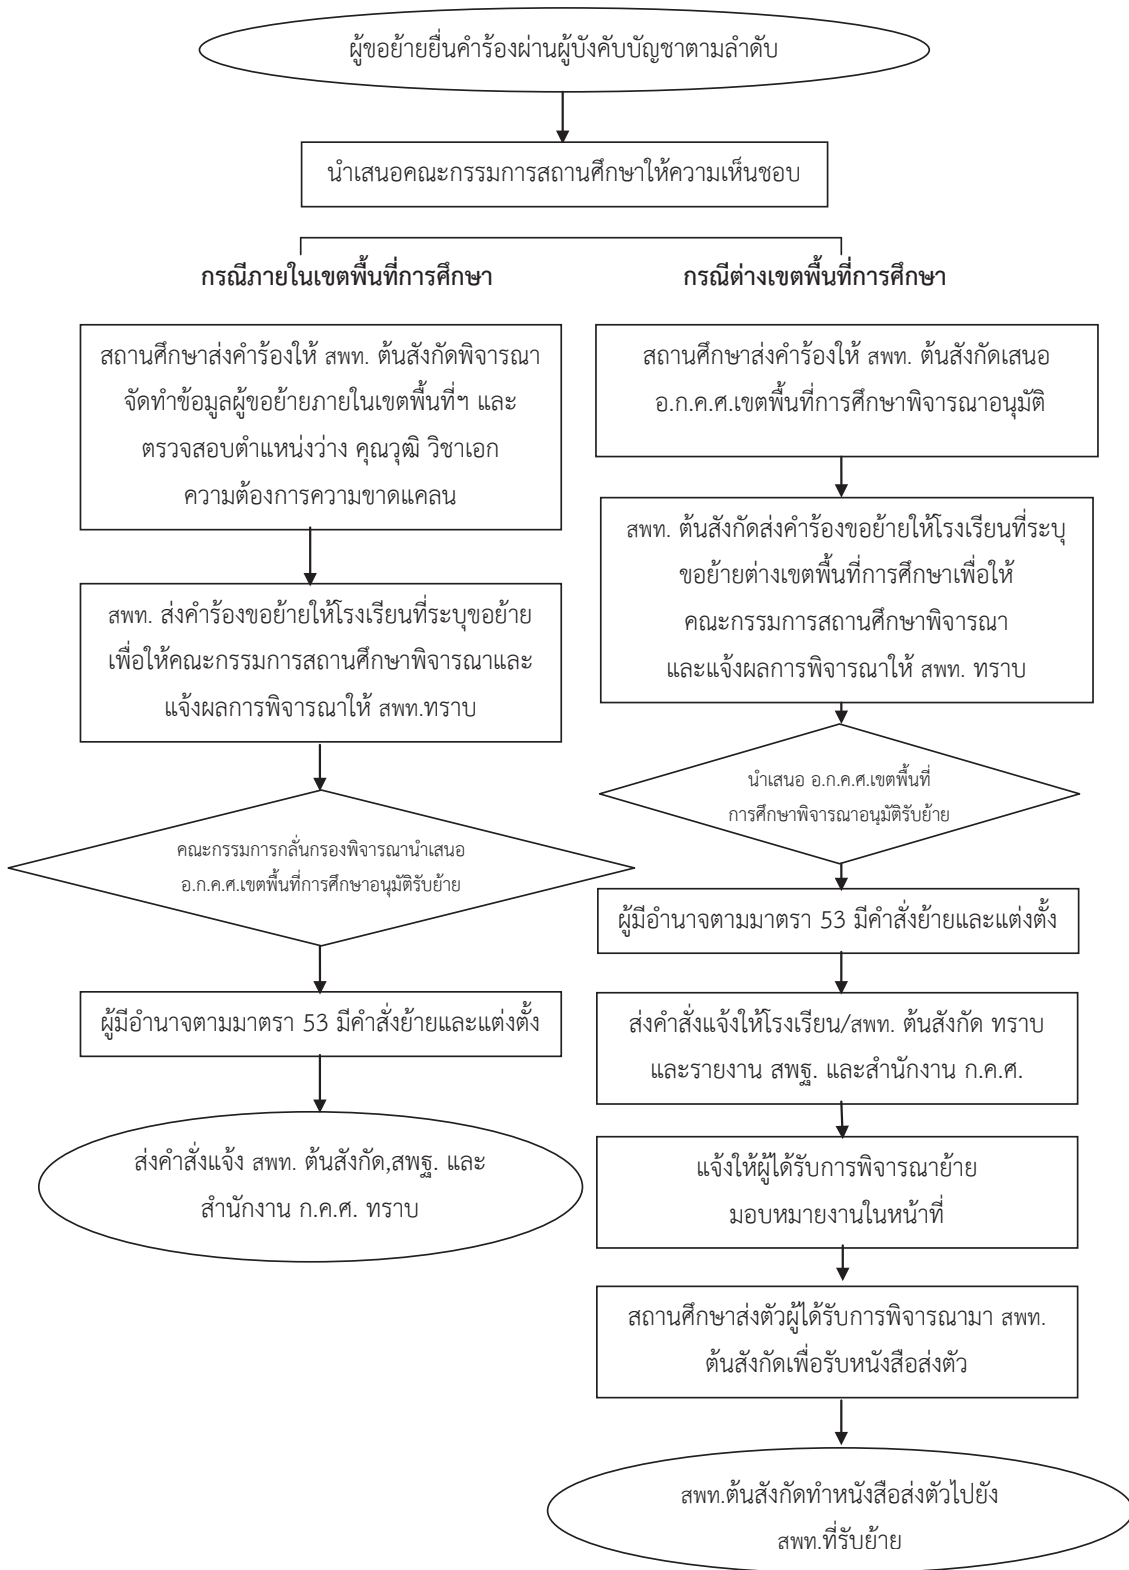 ผู้ขอย้ายยื่นคำร้องผ่านผู้บังคับบัญชาตามลำดับ
นำเสนอคณะกรรมการสถานศึกษาให้ความเห็นชอบ
กรณีภายในเขตพื้นที่การศึกษา
สถานศึกษาส่งคำร้องให้ สพท. ต้นสังกัดพิจารณา
จัดทำข้อมูลผู้ขอย้ายภายในเขตพื้นที่ฯ และ
ตรวจสอบตำแหน่งว่าง คุณวุฒิ วิชาเอก
ความต้องการความขาดแคลน
สพท. ส่งคำร้องขอย้ายให้โรงเรียนที่ระบุขอย้าย
เพื่อให้คณะกรรมการสถานศึกษาพิจารณาและ
แจ้งผลการพิจารณาให้ สพท.ทราบ
คณะกรรมการกลั่นกรองพิจารณานำเสนอ
อ.ก.ค.ศ.เขตพื้นที่การศึกษาอนุมัติรับย้าย
ผู้มีอำนาจตามมาตรา 53 มีคำสั่งย้ายและแต่งตั้ง
ส่งคำสั่งแจ้ง สพท. ต้นสังกัด,สพฐ. และ
สำนักงาน ก.ค.ศ. ทราบ
กรณีต่างเขตพื้นที่การศึกษา
สถานศึกษาส่งคำร้องให้ สพท. ต้นสังกัดเสนอ
อ.ก.ค.ศ.เขตพื้นที่การศึกษาพิจารณาอนุมัติ
สพท. ต้นสังกัดส่งคำร้องขอย้ายให้โรงเรียนที่ระบุ
ขอย้ายต่างเขตพื้นที่การศึกษาเพื่อให้
คณะกรรมการสถานศึกษาพิจารณา
และแจ้งผลการพิจารณาให้ สพท. ทราบ
นำเสนอ อ.ก.ค.ศ.เขตพื้นที่
การศึกษาพิจารณาอนุมัติรับย้าย
ผู้มีอำนาจตามมาตรา 53 มีคำสั่งย้ายและแต่งตั้ง
ส่งคำสั่งแจ้งให้โรงเรียน/สพท. ต้นสังกัด ทราบ
และรายงาน สพฐ. และสำนักงาน ก.ค.ศ.
แจ้งให้ผู้ได้รับการพิจารณาย้าย
มอบหมายงานในหน้าที่
สถานศึกษาส่งตัวผู้ได้รับการพิจารณามา สพท.
ต้นสังกัดเพื่อรับหนังสือส่งตัว
สพท.ต้นสังกัดทำหนังสือส่งตัวไปยัง
สพท.ที่รับย้าย